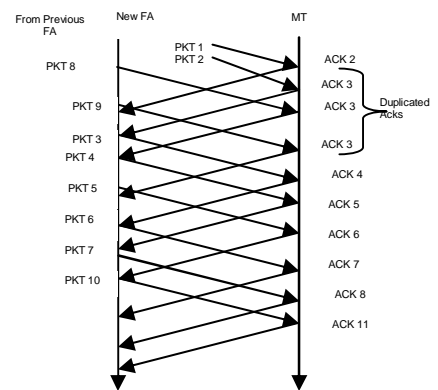 From Previous
FA
New FA
MT
PKT 1
PKT 2
PKT 8
PKT 9
PKT 3
PKT 4
PKT 5
PKT 6
PKT 7
PKT 10
ACK 2
ACK 3
ACK 3
ACK 3
Duplicated
Acks
ACK 4
ACK 5
ACK 6
ACK 7
ACK 8
ACK 11